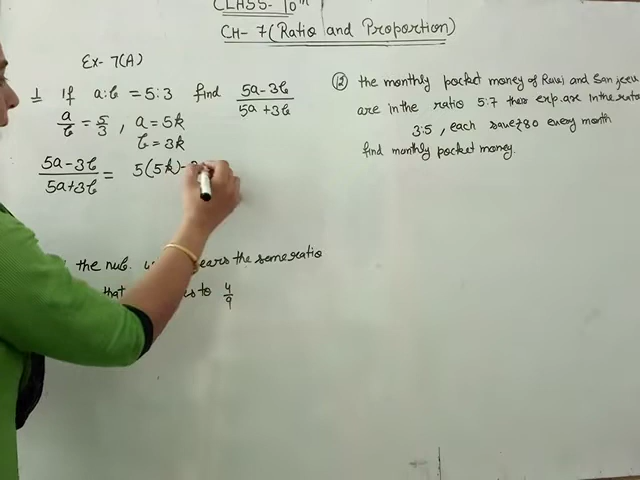 CLASS- 10th
CH- 7 (Ratio and Proportion)
Ex- 7(A)
1 If a:b = 5:3 find (5a-3b)/(5a+3b)
a/b = 5/3 , a = 5k
b = 3k
(5a-3b)/(5a+3b) = 5(5k)-
the nub. ears the same ratio
that to 4/9
the monthly pocket money of Ravi and Sanjeev
are in the ratio 5:7 their exp. are in the ratio
3:5 , each save ₹80 every month
find monthly pocket money.